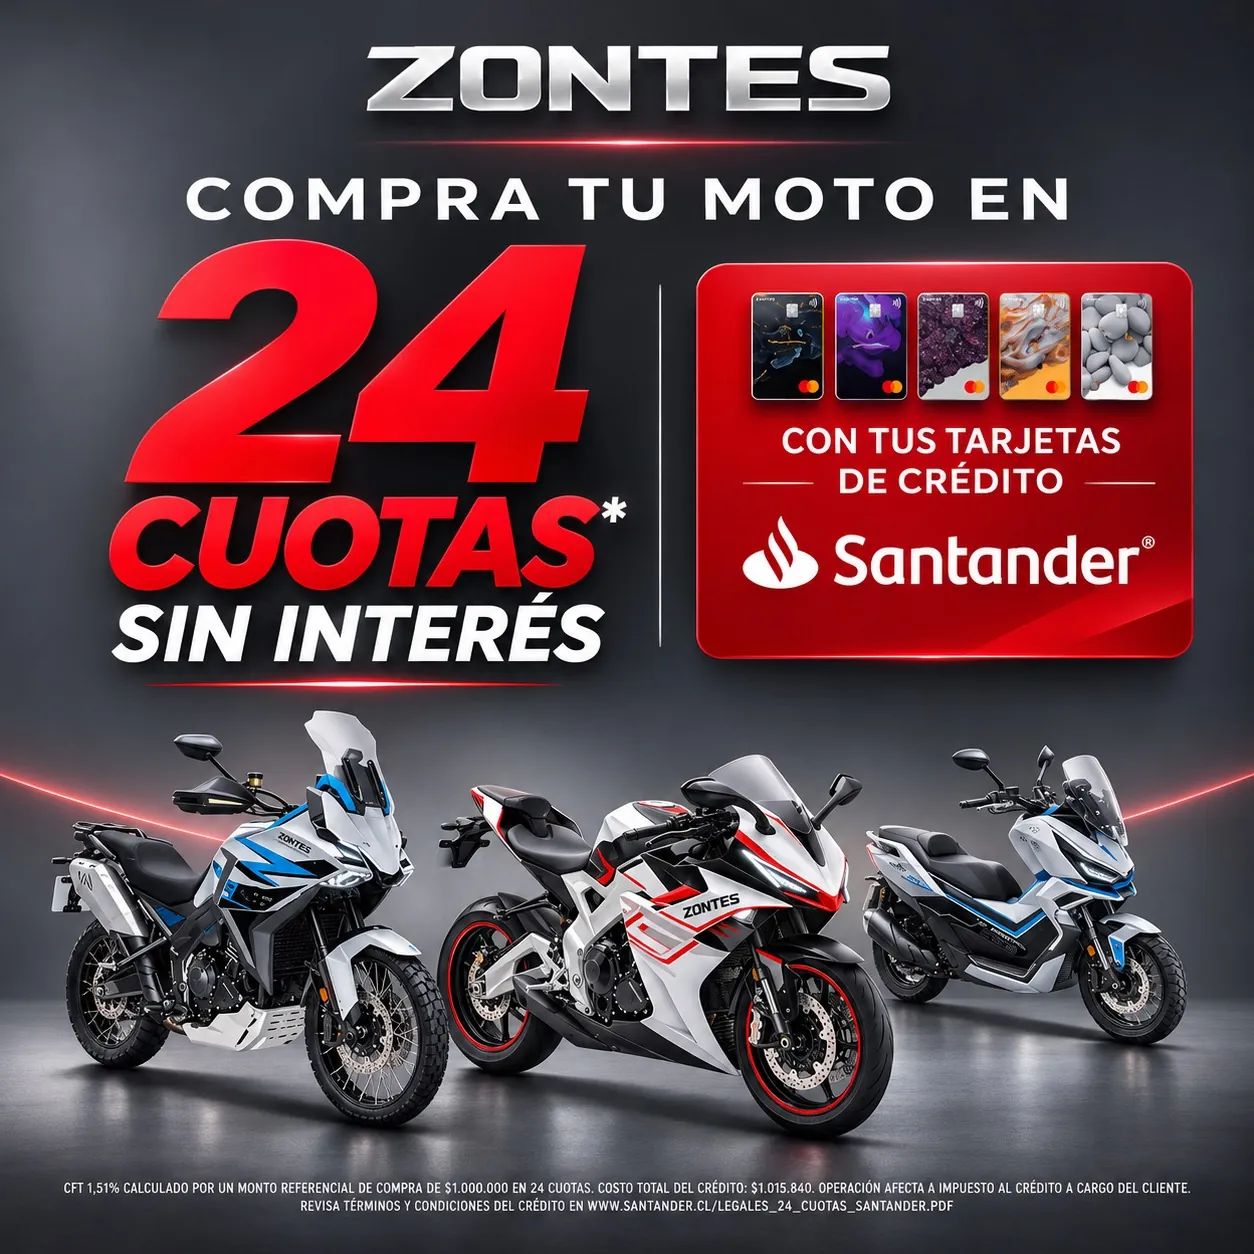 ZONTES
COMPRA TU MOTO EN
24
CUOTAS*
SIN INTERÉS
CON TUS TARJETAS
DE CRÉDITO
Santander®
ZONTES
ZONTES
CFT 1,51% CALCULADO POR UN MONTO REFERENCIAL DE COMPRA DE $1.000.000 EN 24 CUOTAS. COSTO TOTAL DEL CRÉDITO: $1.015.840. OPERACIÓN AFECTA A IMPUESTO AL CRÉDITO A CARGO DEL CLIENTE.
REVISA TÉRMINOS Y CONDICIONES DEL CRÉDITO EN WWW.SANTANDER.CL/LEGALES_24_CUOTAS_SANTANDER.PDF